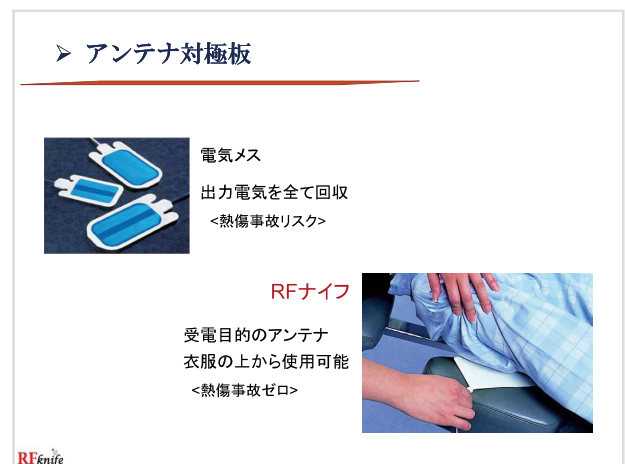 ➢ アンテナ対極板
電気メス
出力電気を全て回収
<熱傷事故リスク>
RFナイフ
受電目的のアンテナ
衣服の上から使用可能
<熱傷事故ゼロ>
RFknife